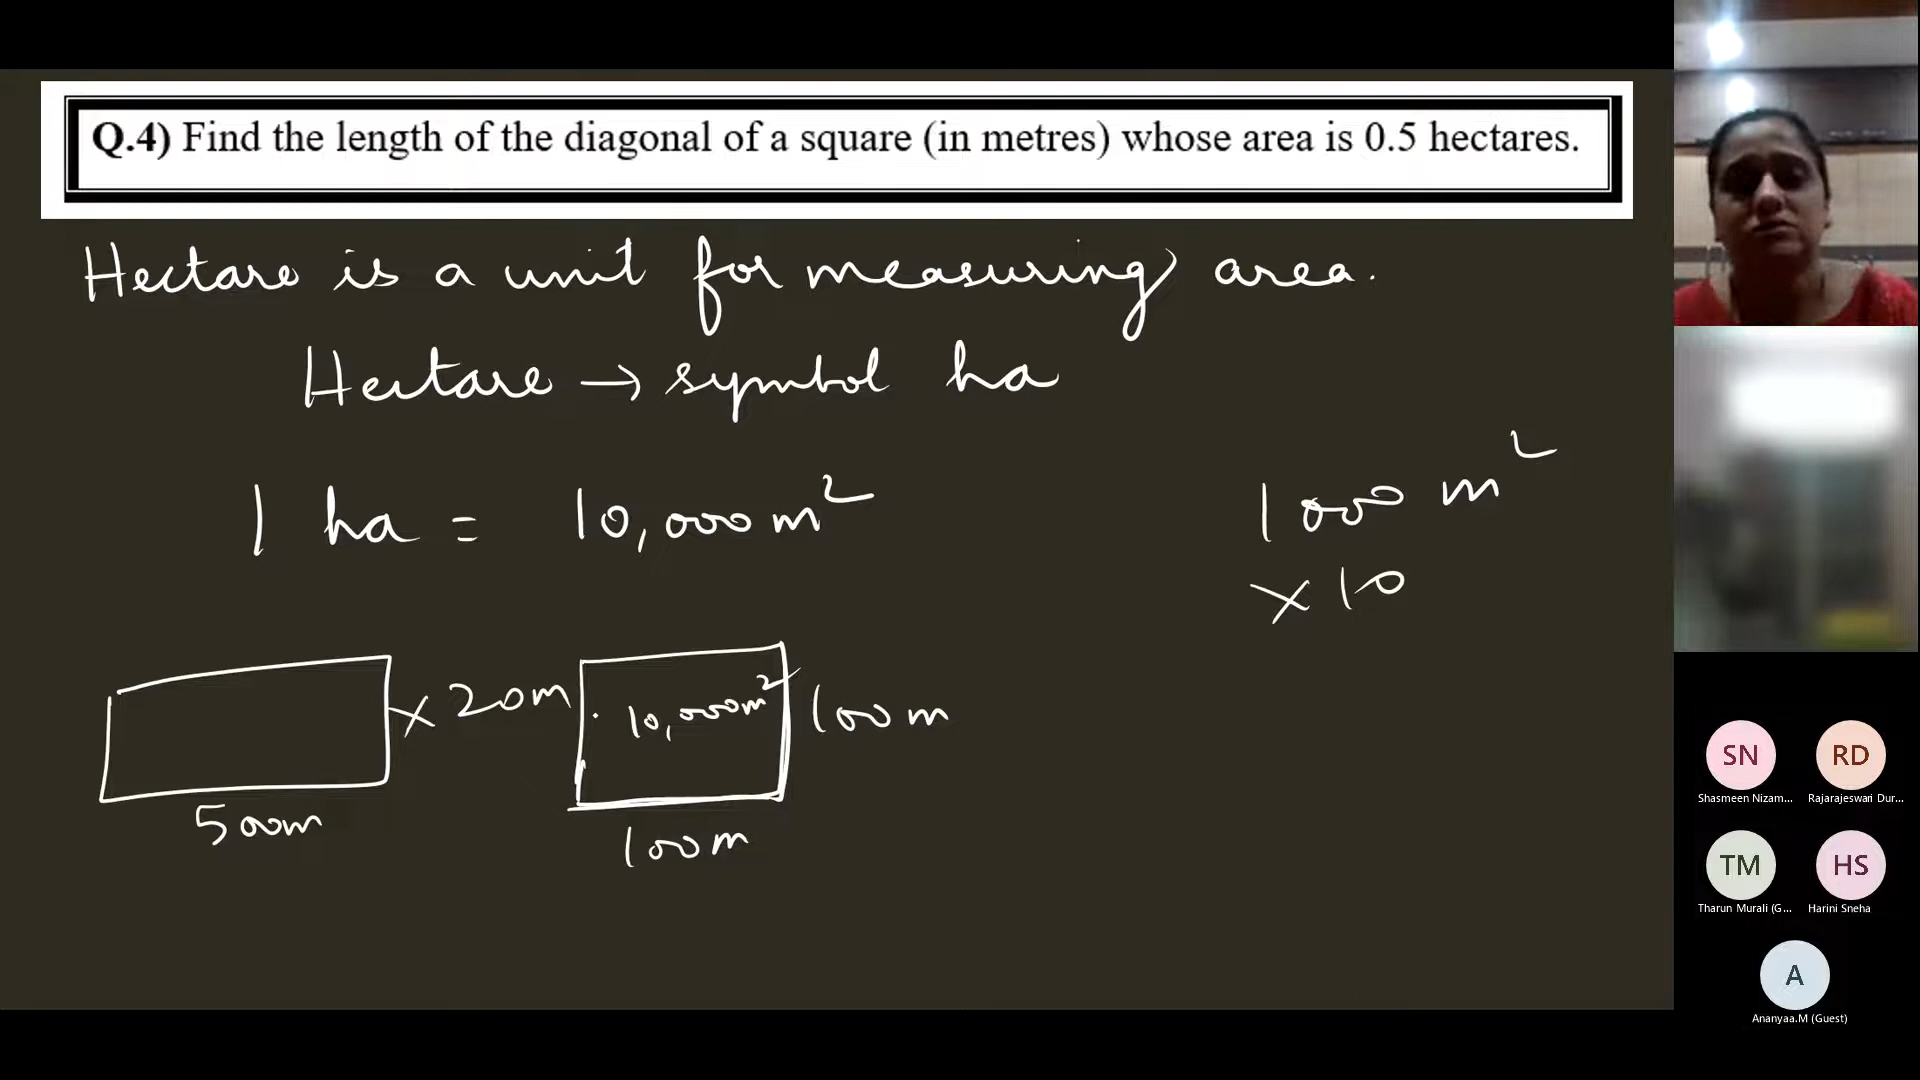 Q.4) Find the length of the diagonal of a square (in metres) whose area is 0.5 hectares.
Hectare is a unit for measuring area.
Hectare → symbol ha
1 ha = 10,000 m²
1000 m²
× 10
× 20m
500m
10,000m²
100 m
100 m
SN
Shasmeen Nizam...
RD
Rajarajeswari Dur...
TM
Tharun Murali (G...
HS
Harini Sneha
A
Ananyaa.M (Guest)